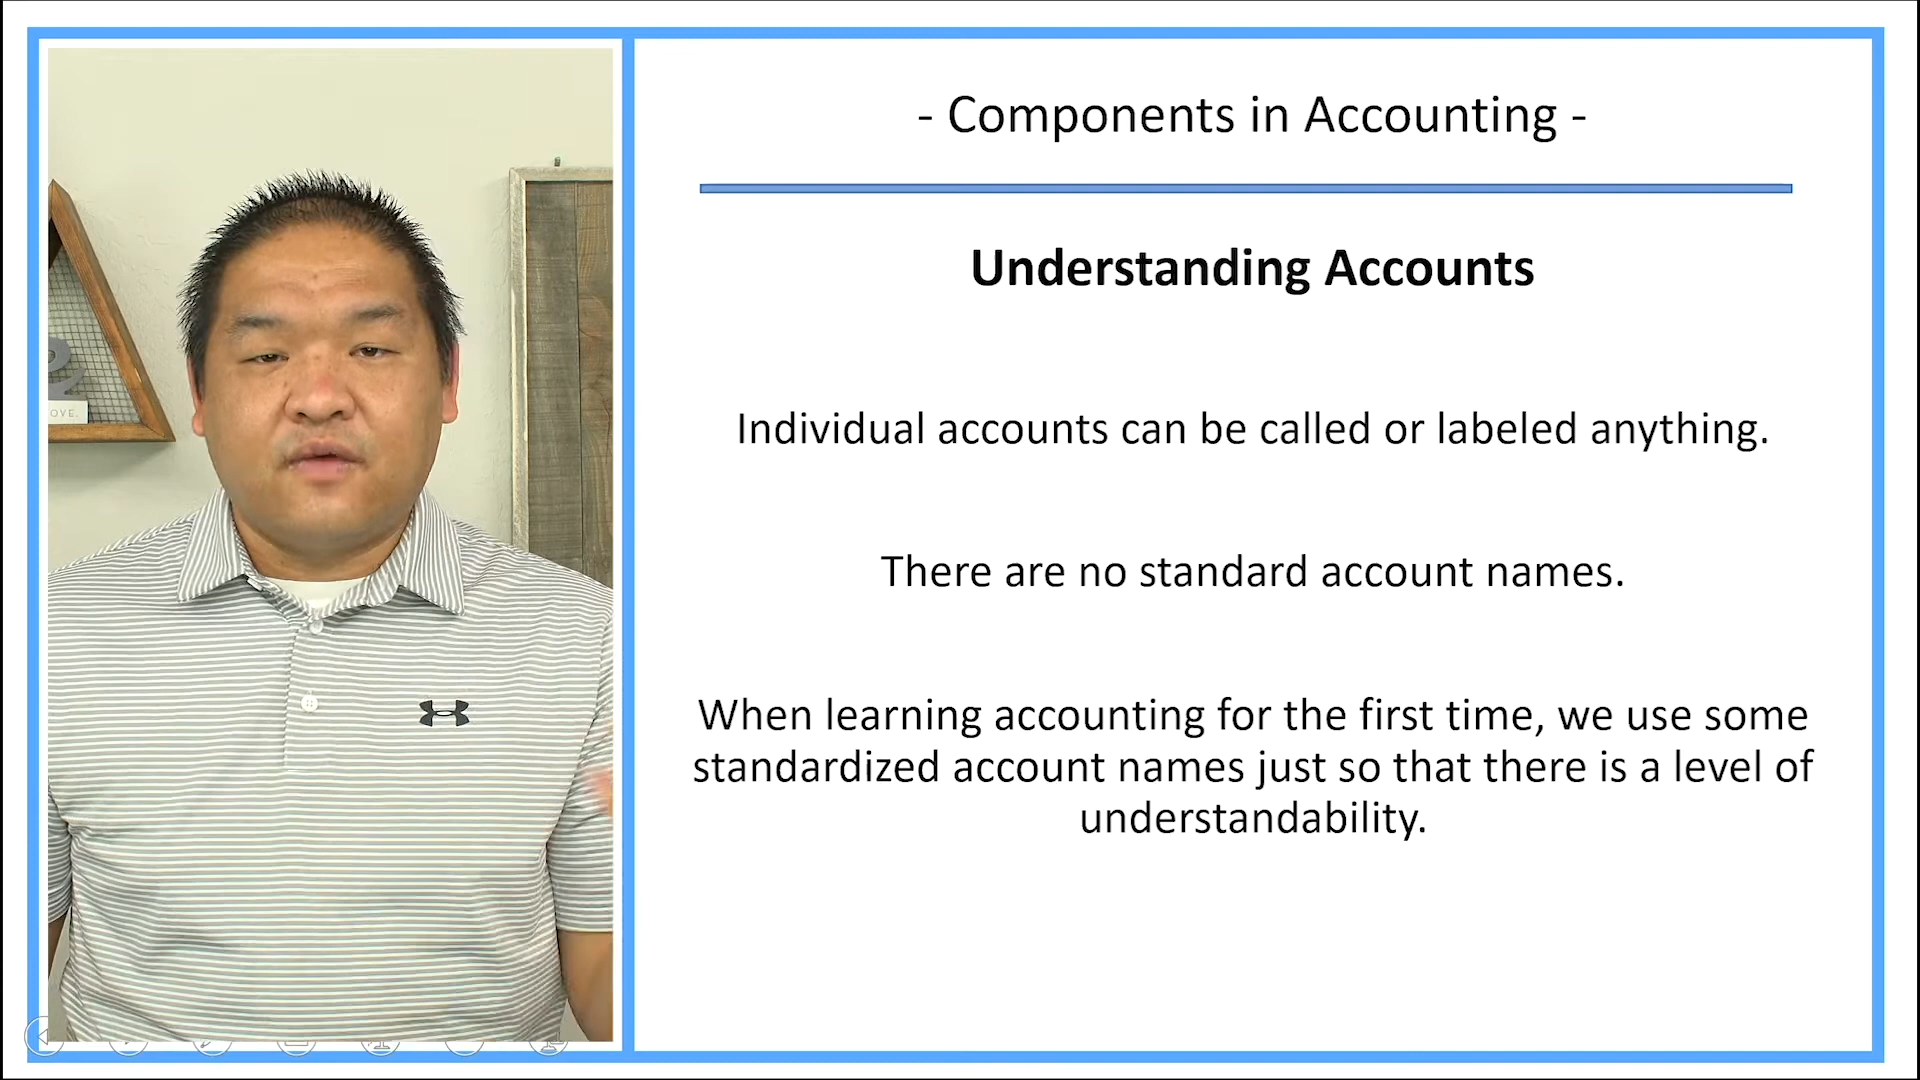 - Components in Accounting -
Understanding Accounts
Individual accounts can be called or labeled anything.
There are no standard account names.
When learning accounting for the first time, we use some
standardized account names just so that there is a level of
understandability.
OVE.